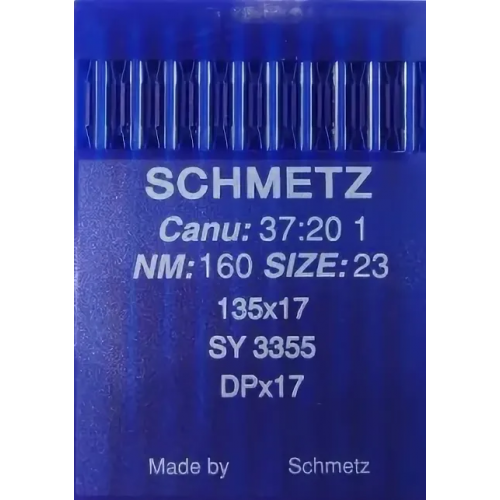 SCHMETZ
Canu: 37:20 1
NM: 160 SIZE: 23
135x17
SY 3355
DPx17
Made by Schmetz